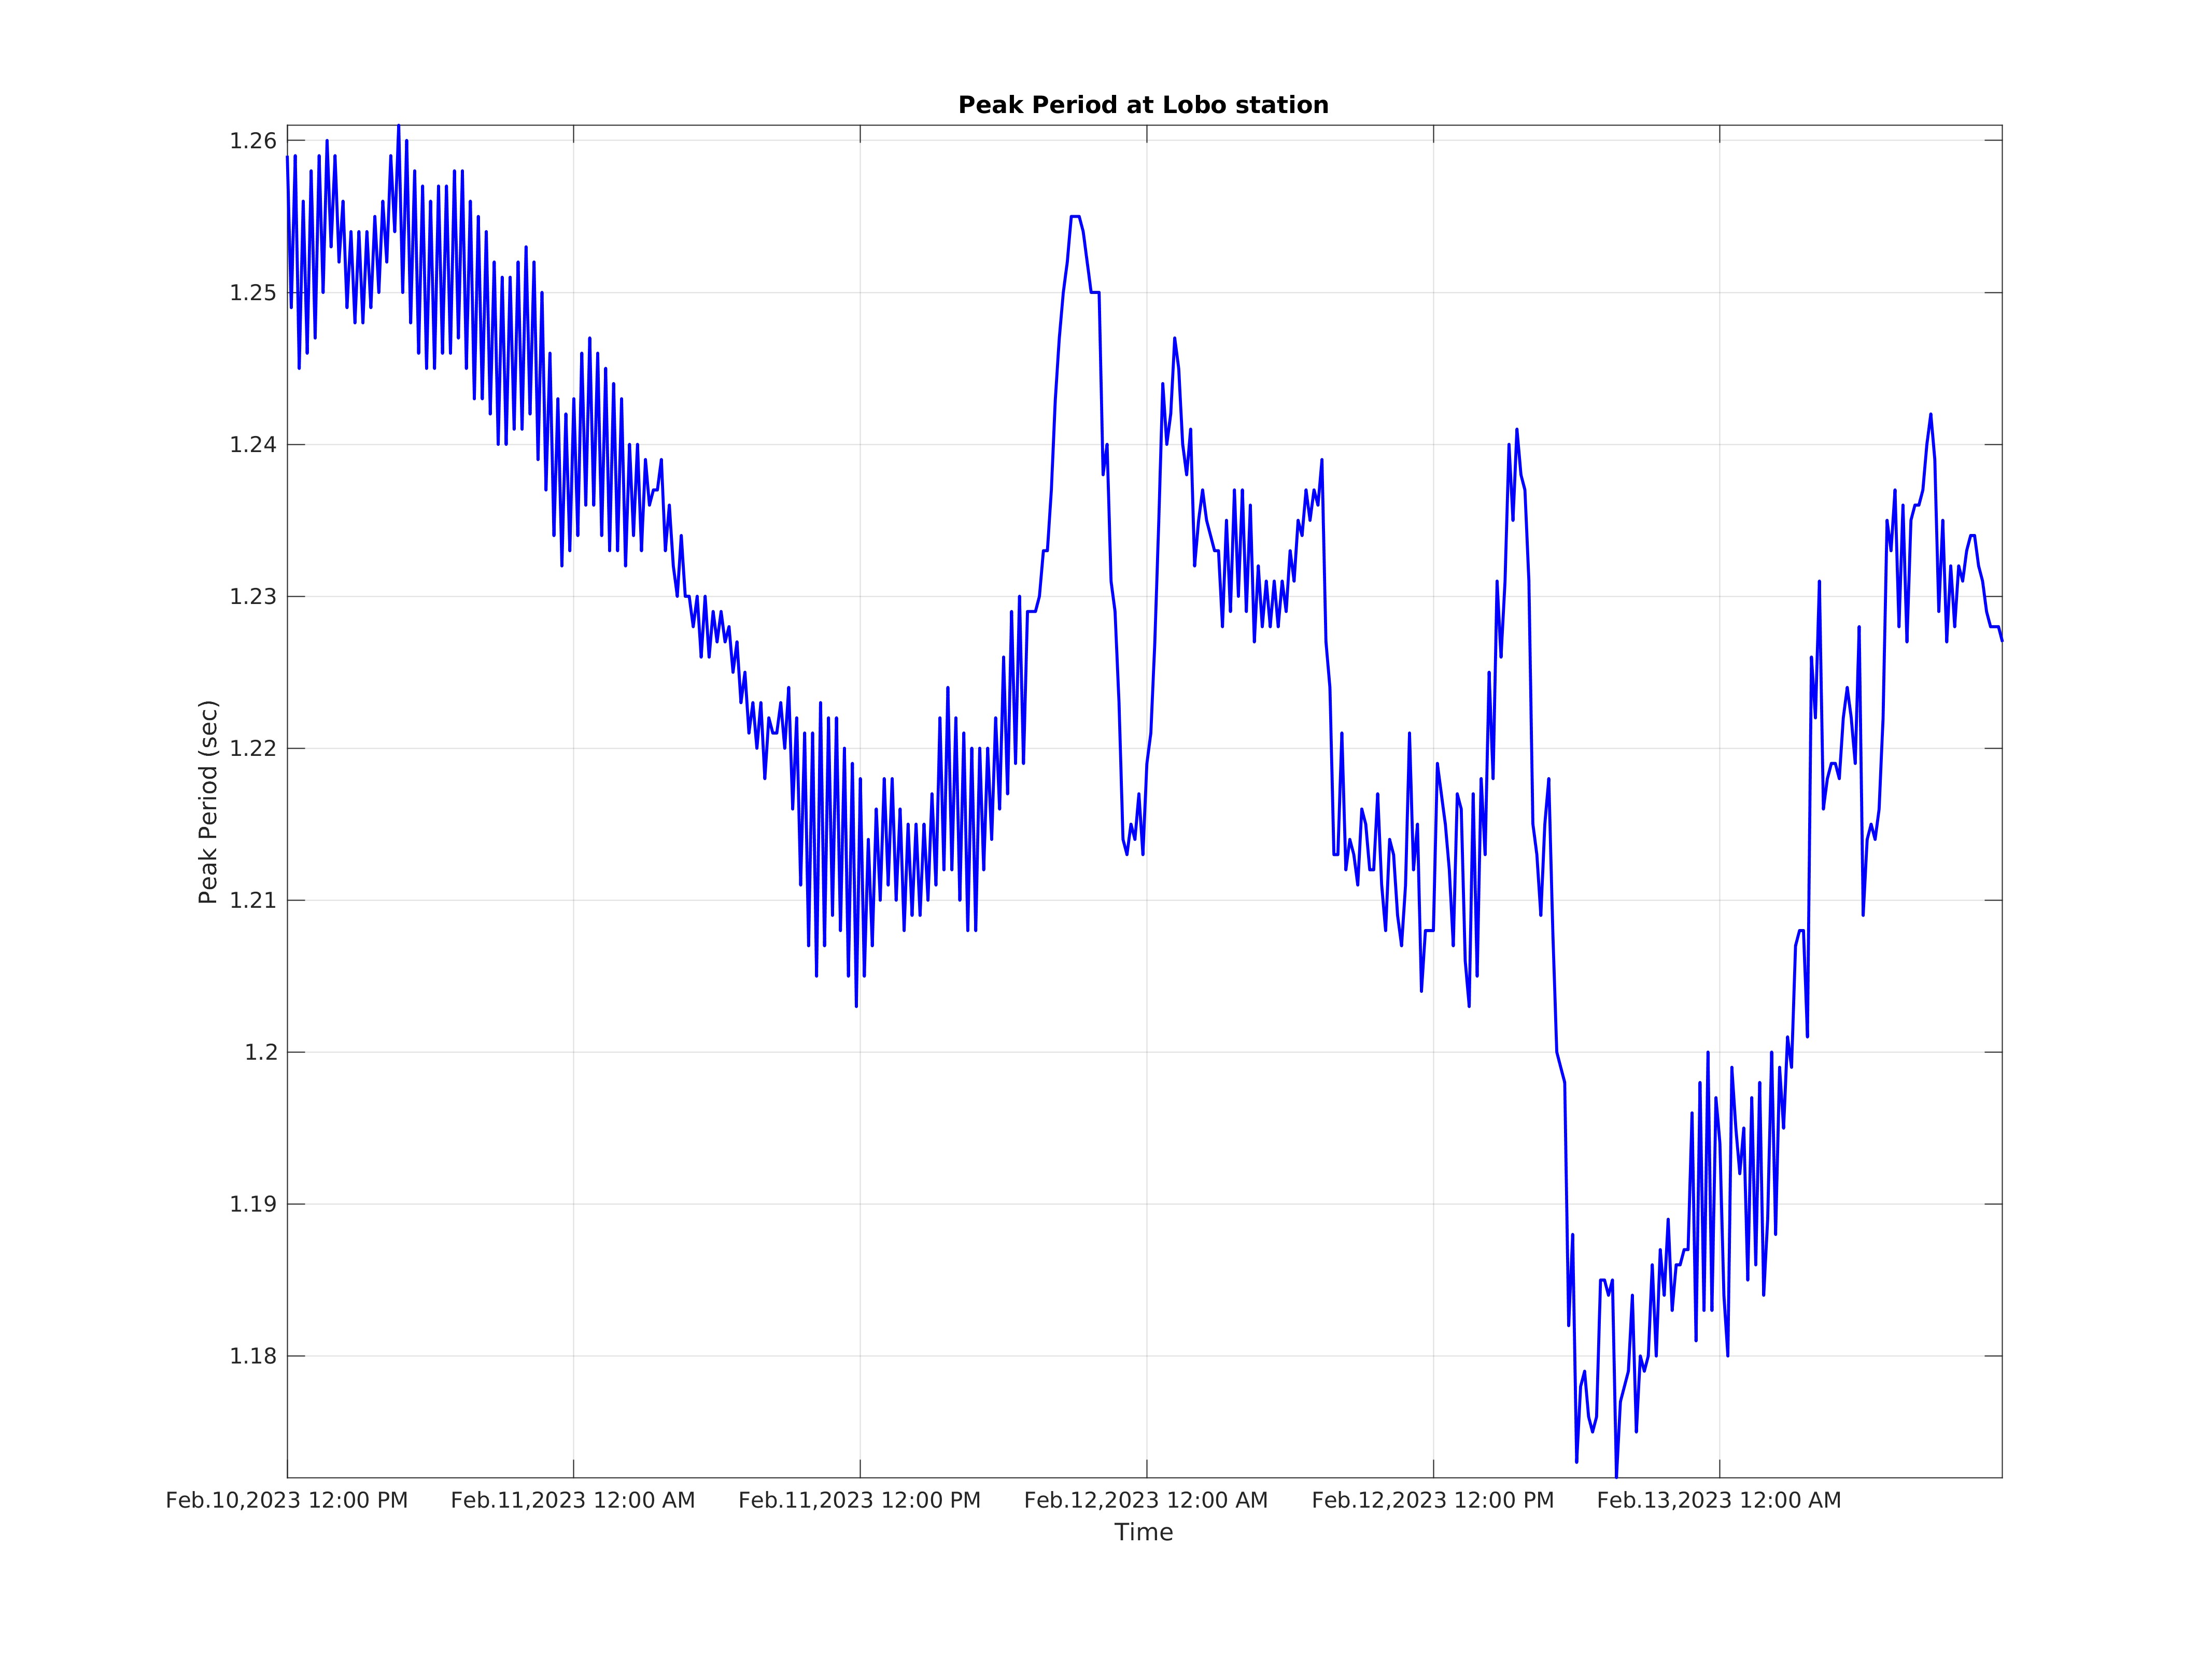 Peak Period at Lobo station
1.26
1.25
1.24
1.23
1.22
1.21
1.2
1.19
1.18
Peak Period (sec)
Feb.10,2023 12:00 PM Feb.11,2023 12:00 AM Feb.11,2023 12:00 PM Feb.12,2023 12:00 AM Feb.12,2023 12:00 PM Feb.13,2023 12:00 AM
Time